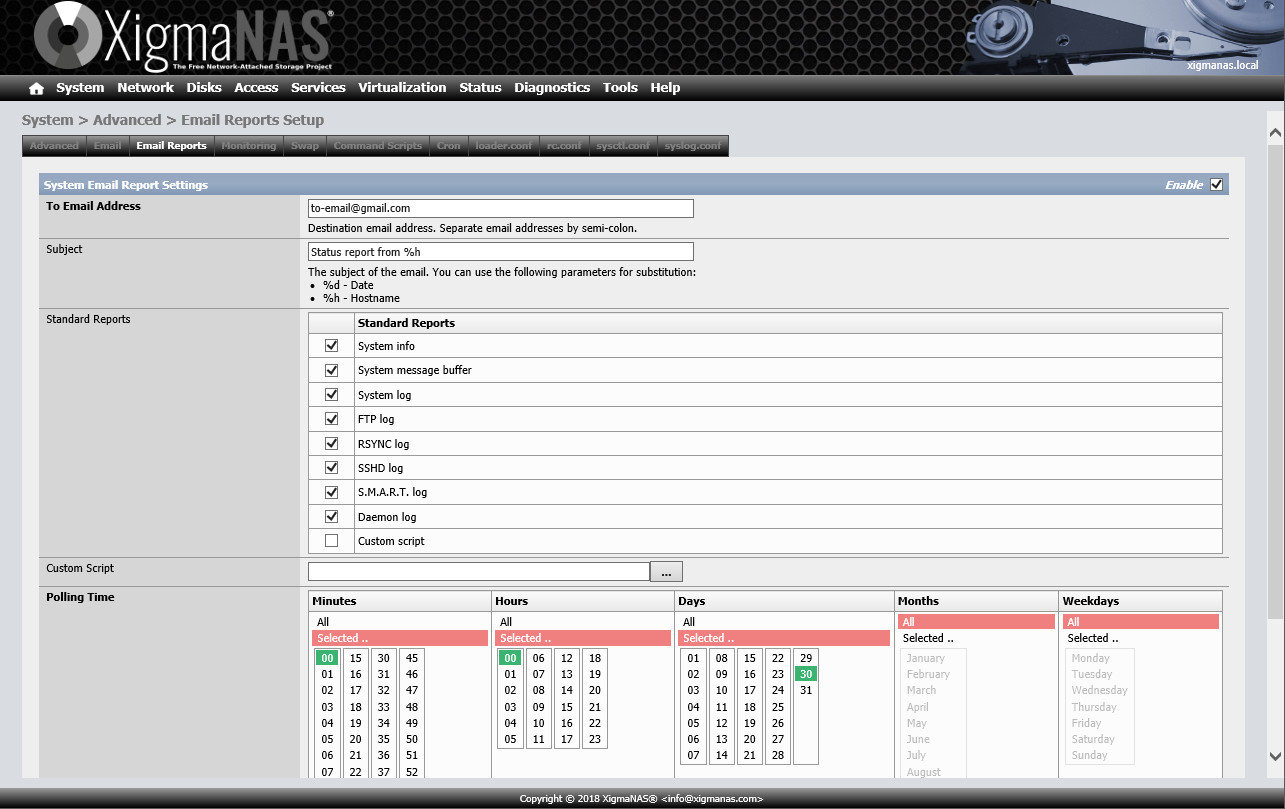 XigmaNAS®
The Free Network-Attached Storage Project
xigmanas.local
System Network Disks Access Services Virtualization Status Diagnostics Tools Help
System > Advanced > Email Reports Setup
Advanced Email Email Reports Monitoring Swap Command Scripts Cron loader.conf rc.conf sysctl.conf syslog.conf
System Email Report Settings Enable
To Email Address to-email@gmail.com
Destination email address. Separate email addresses by semi-colon.
Subject Status report from %h
The subject of the email. You can use the following parameters for substitution:
• %d - Date
• %h - Hostname
Standard Reports
Standard Reports
System info
System message buffer
System log
FTP log
RSYNC log
SSHD log
S.M.A.R.T. log
Daemon log
Custom script
Custom Script ...
Polling Time Minutes Hours Days Months Weekdays
All All All All All
Selected .. Selected .. Selected .. Selected .. Selected ..
00 15 30 45 00 06 12 18 01 08 15 22 29 January Monday
01 16 31 46 01 07 13 19 02 09 16 23 30 February Tuesday
02 17 32 47 02 08 14 20 03 10 17 24 31 March Wednesday
03 18 33 48 03 09 15 21 04 11 18 25 April Thursday
04 19 34 49 04 10 16 22 05 12 19 26 May Friday
05 20 35 50 05 11 17 23 06 13 20 27 June Saturday
06 21 36 51 07 14 21 28 July Sunday
07 22 37 52 August
Copyright © 2018 XigmaNAS® <info@xigmanas.com>